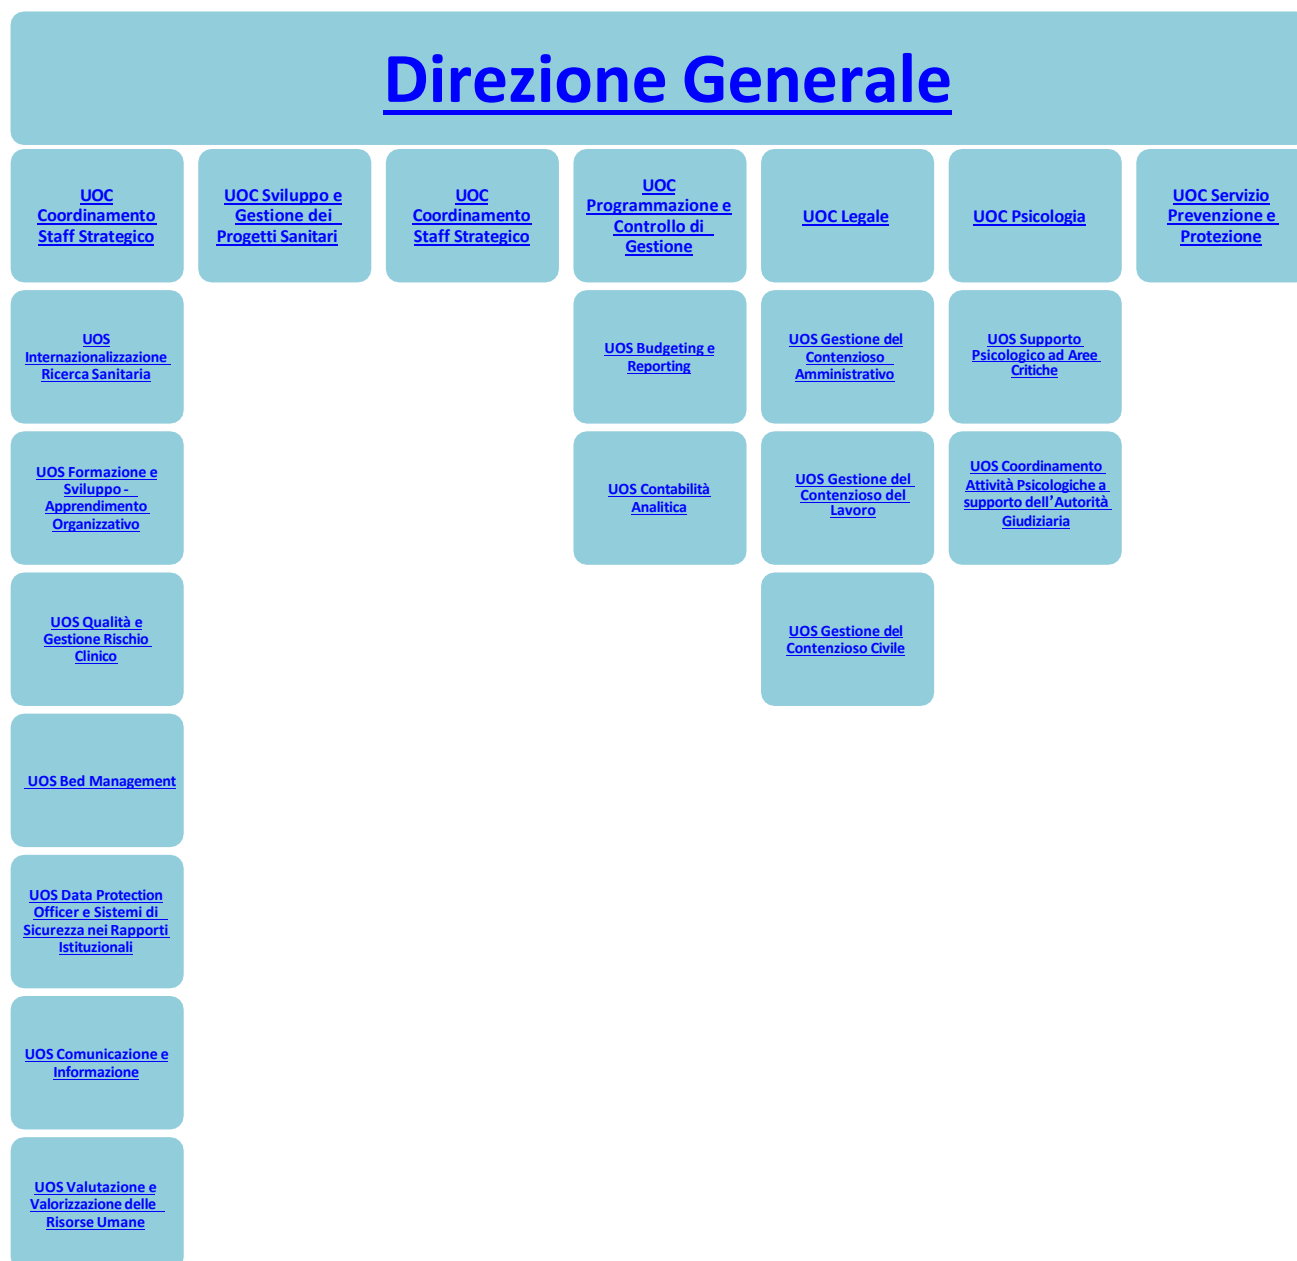 Direzione Generale
UOC
Coordinamento
Staff Strategico
UOC Sviluppo e
Gestione dei
Progetti Sanitari
UOC
Coordinamento
Staff Strategico
UOC
Programmazione e
Controllo di
Gestione
UOC Legale
UOC Psicologia
UOC Servizio
Prevenzione e
Protezione
UOS
Internazionalizzazione
Ricerca Sanitaria
UOS Budgeting e
Reporting
UOS Gestione del
Contenzioso
Amministrativo
UOS Supporto
Psicologico ad Aree
Critiche
UOS Formazione e
Sviluppo -
Apprendimento
Organizzativo
UOS Contabilità
Analitica
UOS Gestione del
Contenzioso del
Lavoro
UOS Coordinamento
Attività Psicologiche a
supporto dell’Autorità
Giudiziaria
UOS Qualità e
Gestione Rischio
Clinico
UOS Gestione del
Contenzioso Civile
UOS Bed Management
UOS Data Protection
Officer e Sistemi di
Sicurezza nei Rapporti
Istituzionali
UOS Comunicazione e
Informazione
UOS Valutazione e
Valorizzazione delle
Risorse Umane